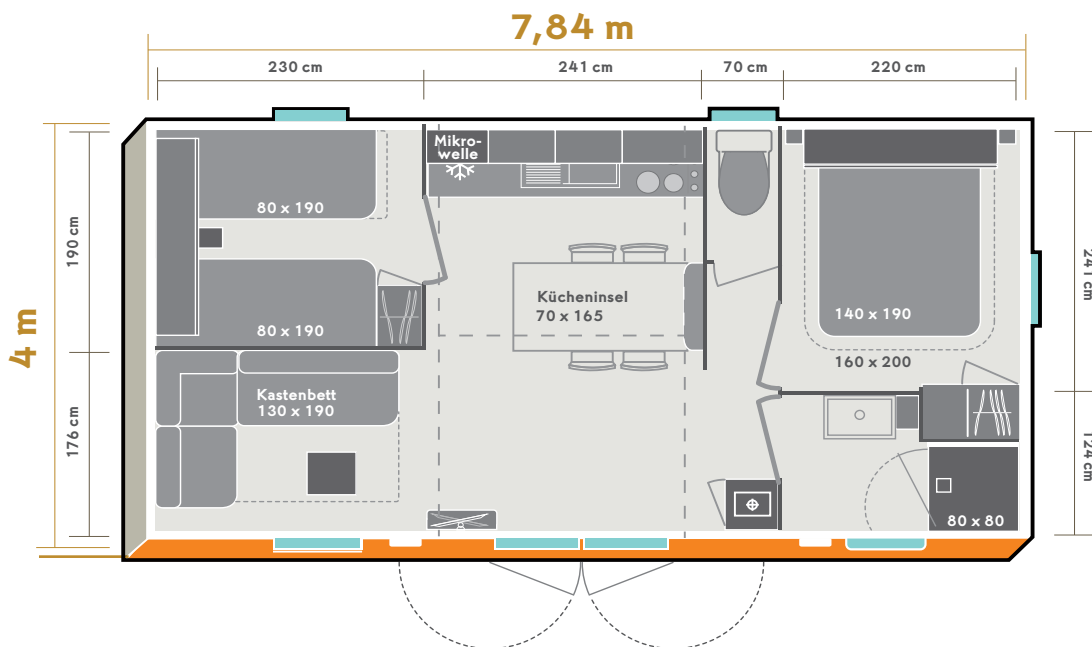 7,84 m
230 cm
241 cm
70 cm
220 cm
Mikro-
welle
80 x 190
190 cm
241 cm
4 m
Kücheninsel
70 x 165
140 x 190
80 x 190
160 x 200
Kastenbett
130 x 190
176 cm
124 cm
80 x 80